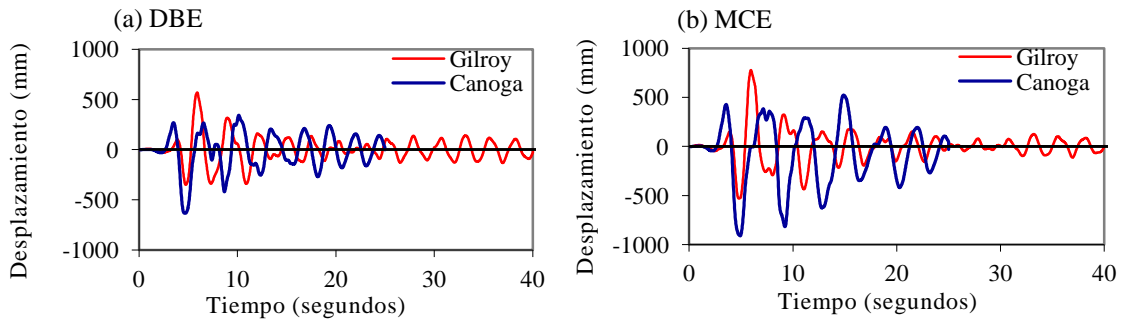 (a) DBE
Desplazamiento (mm)
1000
500
0
-500
-1000
Gilroy
Canoga
0 10 20 30 40
Tiempo (segundos)
(b) MCE
Desplazamiento (mm)
1000
500
0
-500
-1000
Gilroy
Canoga
0 10 20 30 40
Tiempo (segundos)